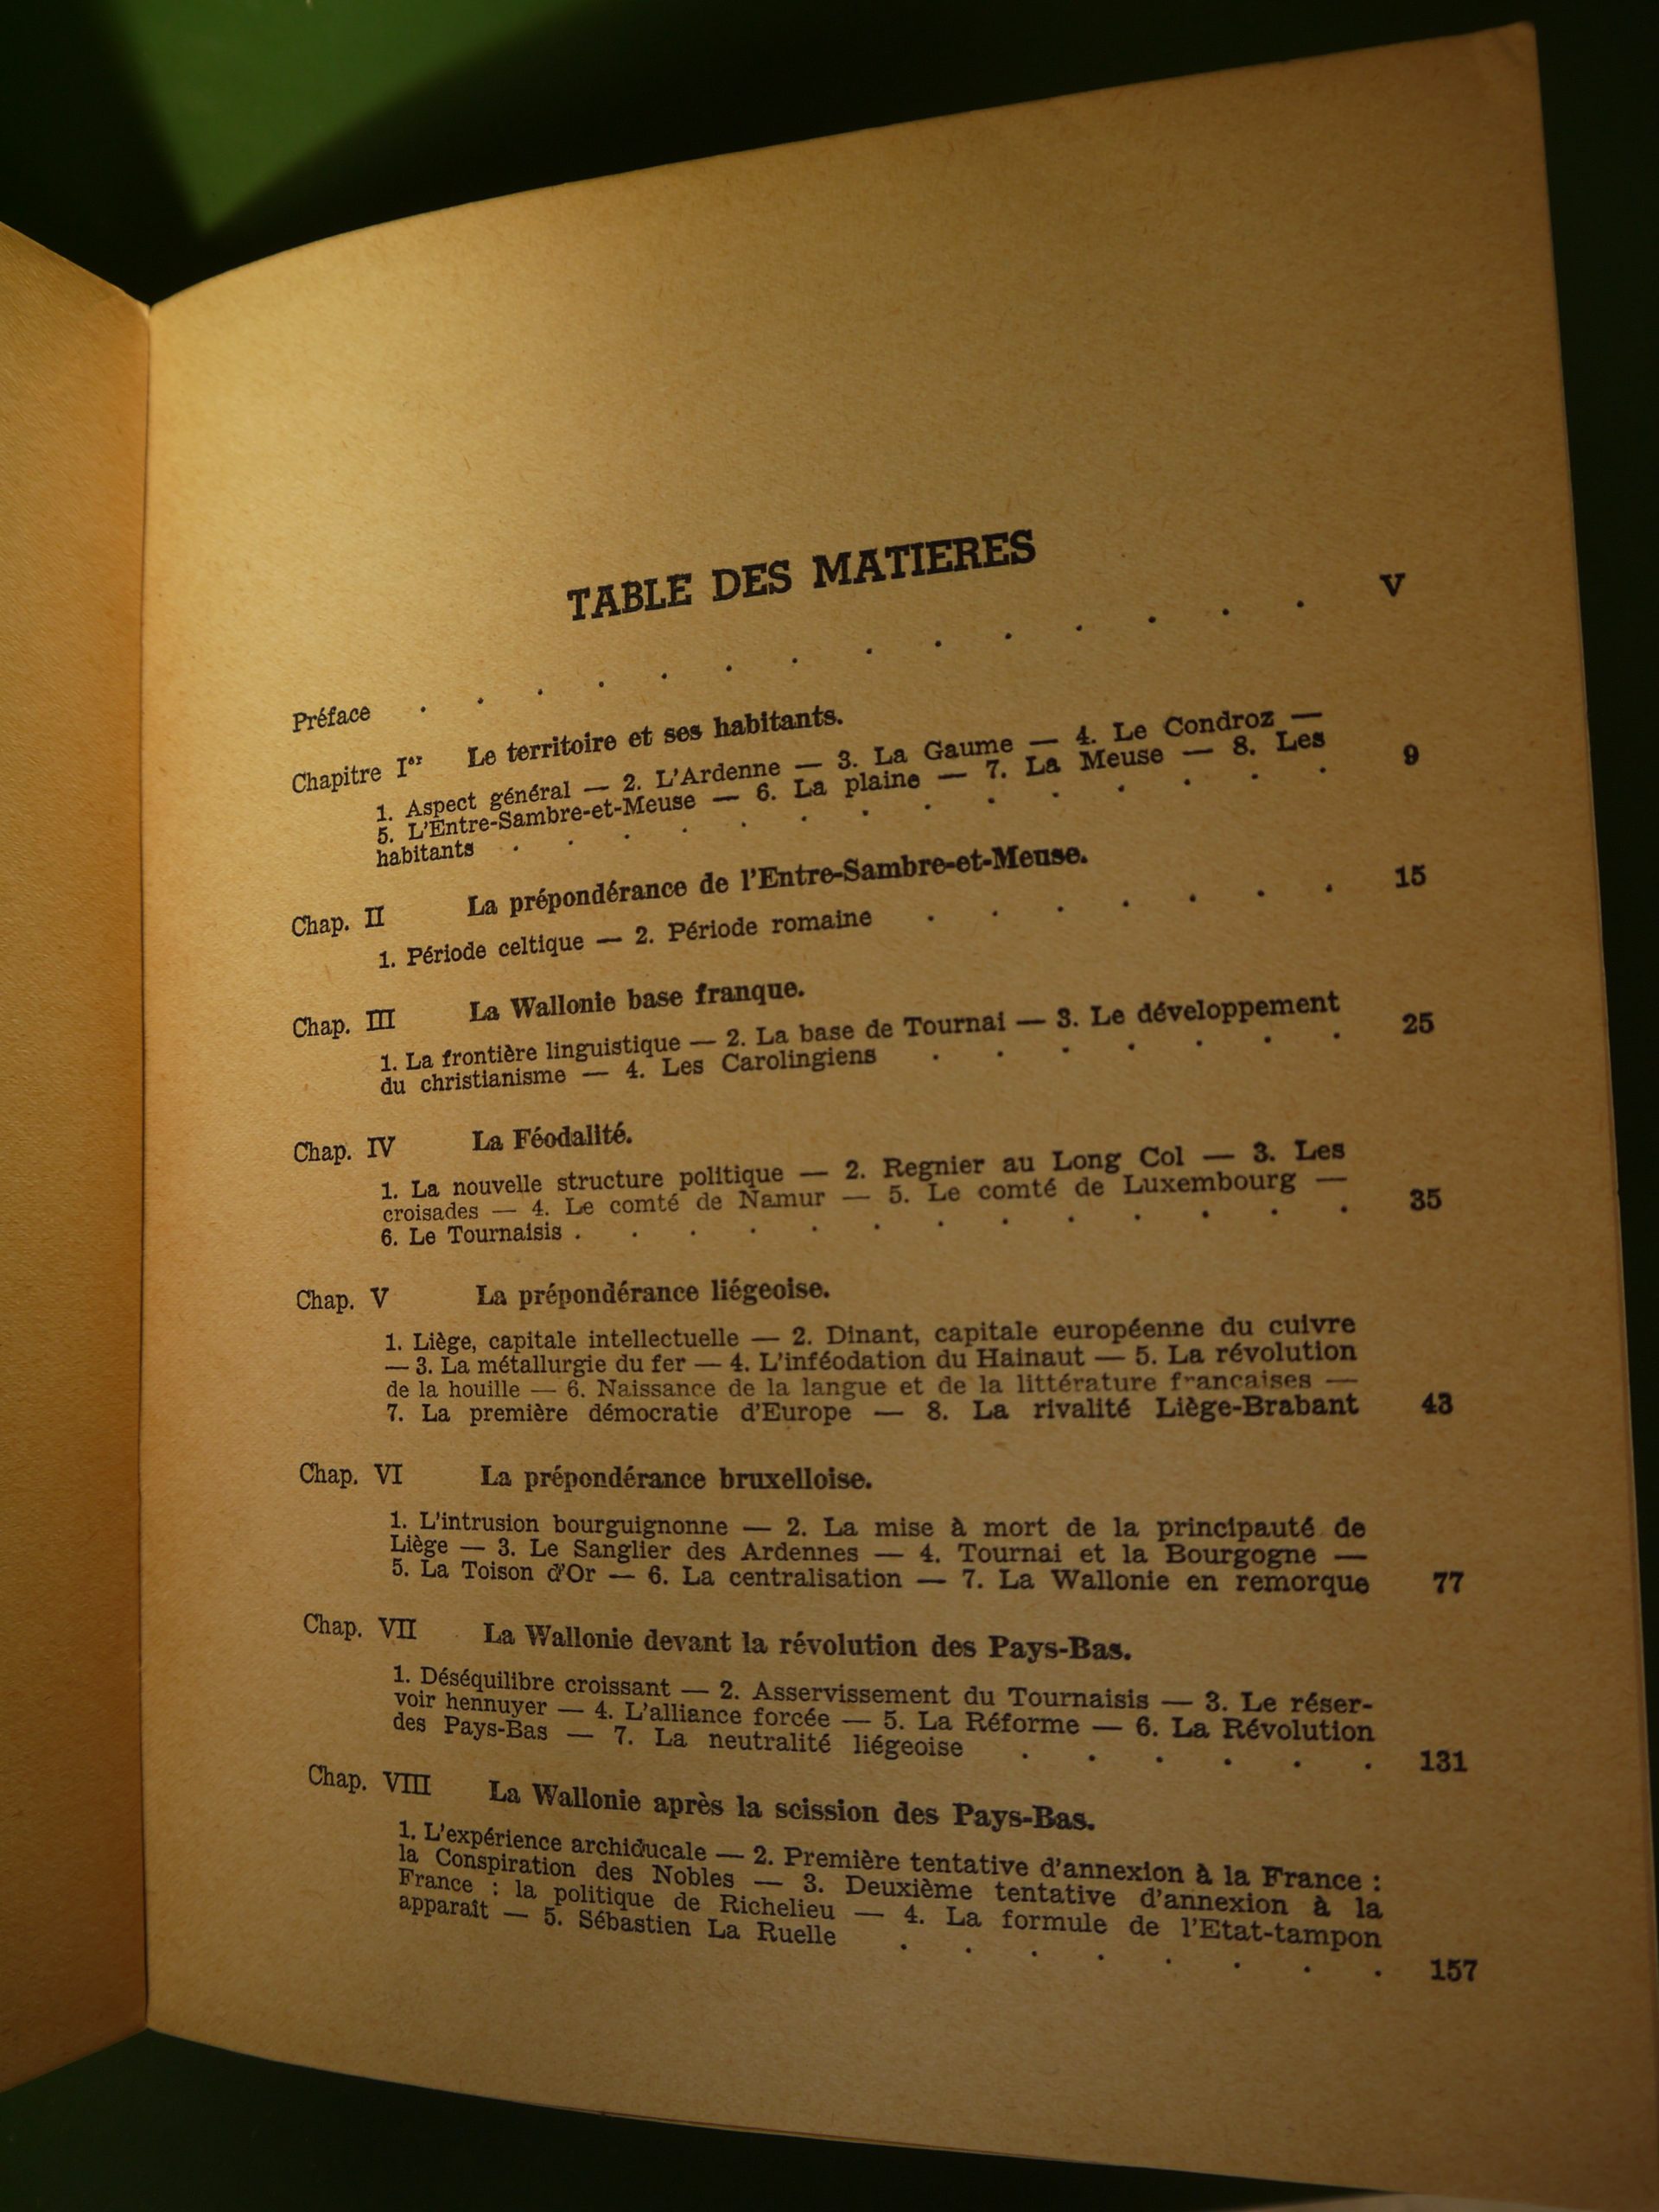 TABLE DES MATIERES
Préface . . . . . . . . . . . . . . V
Chapitre Ier Le territoire et ses habitants.
1. Aspect général — 2. L'Ardenne — 3. La Gaume — 4. Le Condroz —
5. L'Entre-Sambre-et-Meuse — 6. La plaine — 7. La Meuse — 8. Les
habitants . . . . . . . . . . . . . 9
Chap. II La prépondérance de l'Entre-Sambre-et-Meuse.
1. Période celtique — 2. Période romaine . . . . . . . 15
Chap. III La Wallonie base franque.
1. La frontière linguistique — 2. La base de Tournai — 3. Le développement
du christianisme — 4. Les Carolingiens . . . . . . . 25
Chap. IV La Féodalité.
1. La nouvelle structure politique — 2. Regnier au Long Col — 3. Les
croisades — 4. Le comté de Namur — 5. Le comté de Luxembourg —
6. Le Tournaisis . . . . . . . . . . . . . 35
Chap. V La prépondérance liégeoise.
1. Liège, capitale intellectuelle — 2. Dinant, capitale européenne du cuivre
— 3. La métallurgie du fer — 4. L'inféodation du Hainaut — 5. La révolution
de la houille — 6. Naissance de la langue et de la littérature françaises —
7. La première démocratie d'Europe — 8. La rivalité Liège-Brabant 43
Chap. VI La prépondérance bruxelloise.
1. L'intrusion bourguignonne — 2. La mise à mort de la principauté de
Liège — 3. Le Sanglier des Ardennes — 4. Tournai et la Bourgogne —
5. La Toison d'Or — 6. La centralisation — 7. La Wallonie en remorque 77
Chap. VII La Wallonie devant la révolution des Pays-Bas.
1. Déséquilibre croissant — 2. Asservissement du Tournaisis — 3. Le réser-
voir hennuyer — 4. L'alliance forcée — 5. La Réforme — 6. La Révolution
des Pays-Bas — 7. La neutralité liégeoise . . . . . . 131
Chap. VIII La Wallonie après la scission des Pays-Bas.
1. L'expérience archiducale — 2. Première tentative d'annexion à la France :
la Conspiration des Nobles — 3. Deuxième tentative d'annexion à la
France : la politique de Richelieu — 4. La formule de l'Etat-tampon
apparaît — 5. Sébastien La Ruelle . . . . . . . . 157